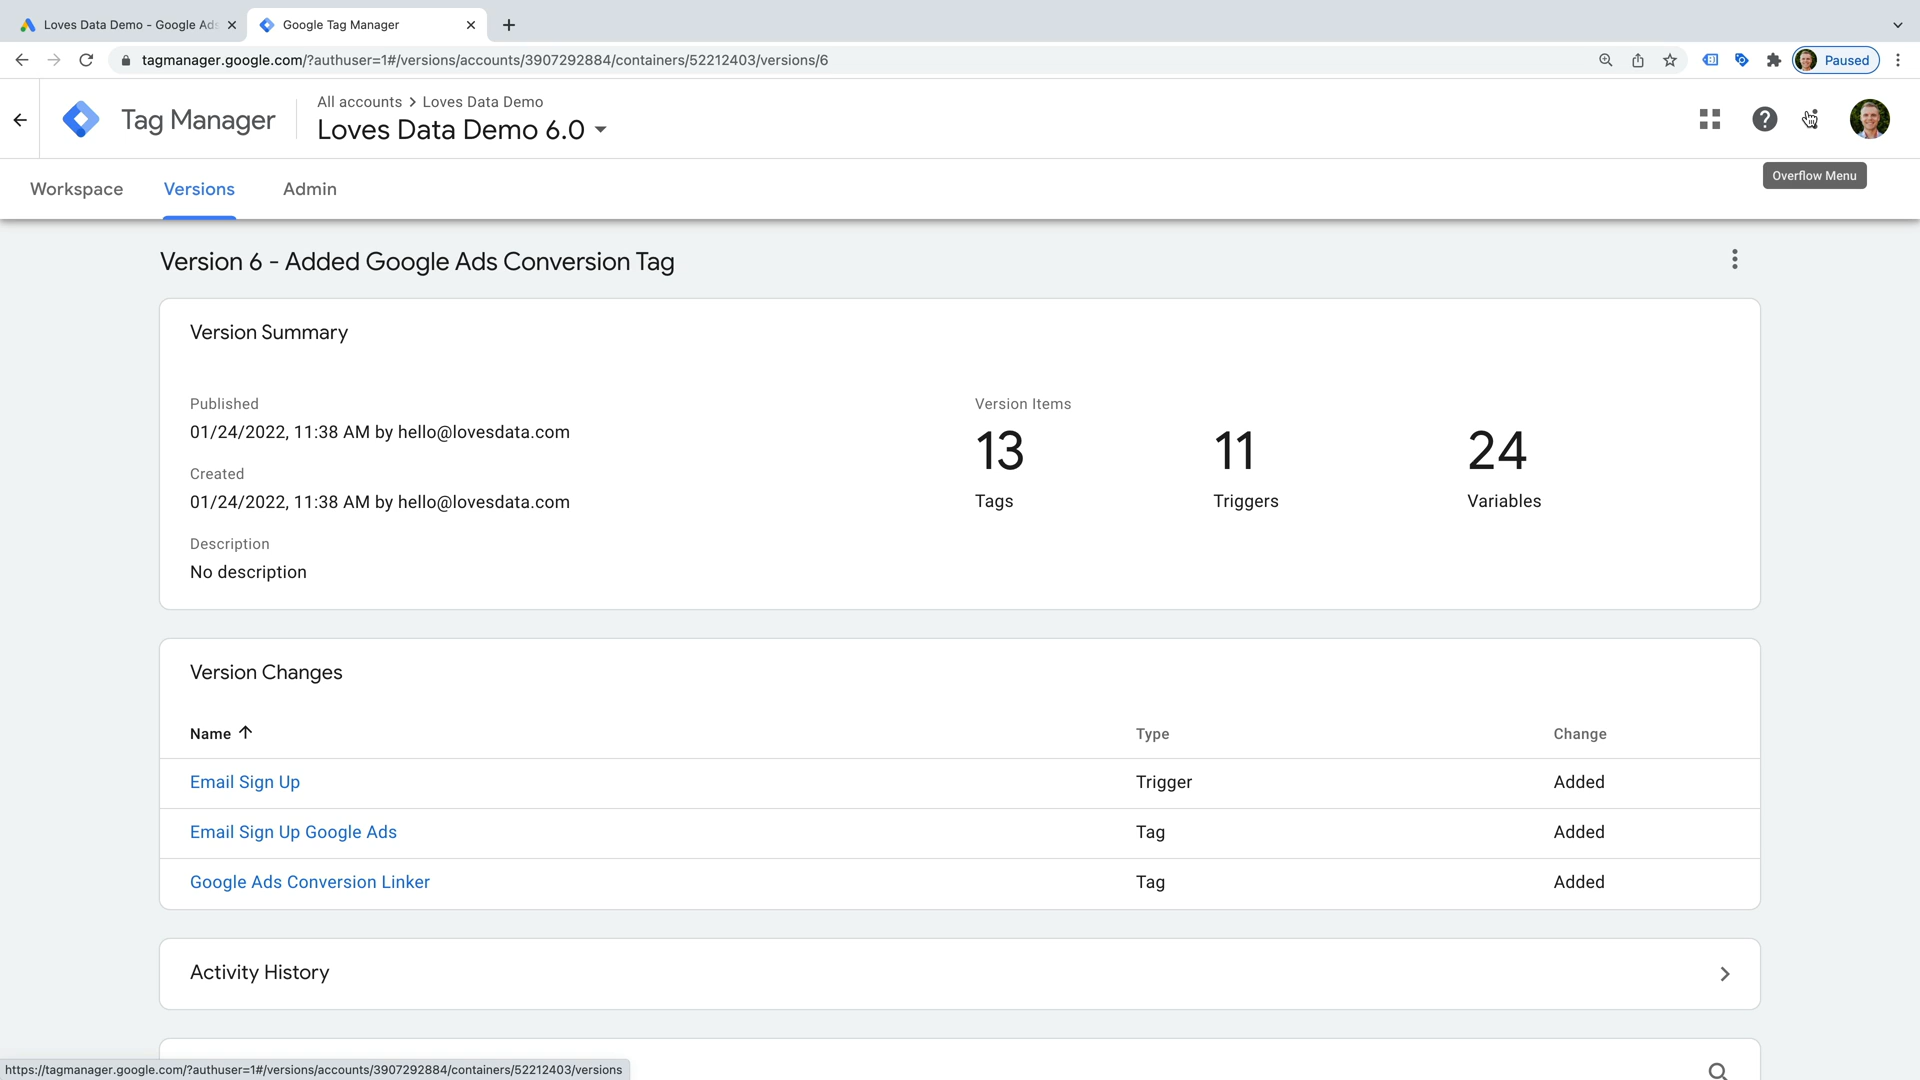 Loves Data Demo - Google Ads
Google Tag Manager
tagmanager.google.com/?authuser=1#/versions/accounts/3907292884/containers/52212403/versions/6
Paused
Tag Manager
All accounts > Loves Data Demo
Loves Data Demo 6.0
Overflow Menu
Workspace
Versions
Admin
Version 6 - Added Google Ads Conversion Tag
Version Summary
Published
01/24/2022, 11:38 AM by hello@lovesdata.com
Created
01/24/2022, 11:38 AM by hello@lovesdata.com
Description
No description
Version Items
13
11
24
Tags
Triggers
Variables
Version Changes
Name
Type
Change
Email Sign Up
Trigger
Added
Email Sign Up Google Ads
Tag
Added
Google Ads Conversion Linker
Tag
Added
Activity History
https://tagmanager.google.com/?authuser=1#/versions/accounts/3907292884/containers/52212403/versions